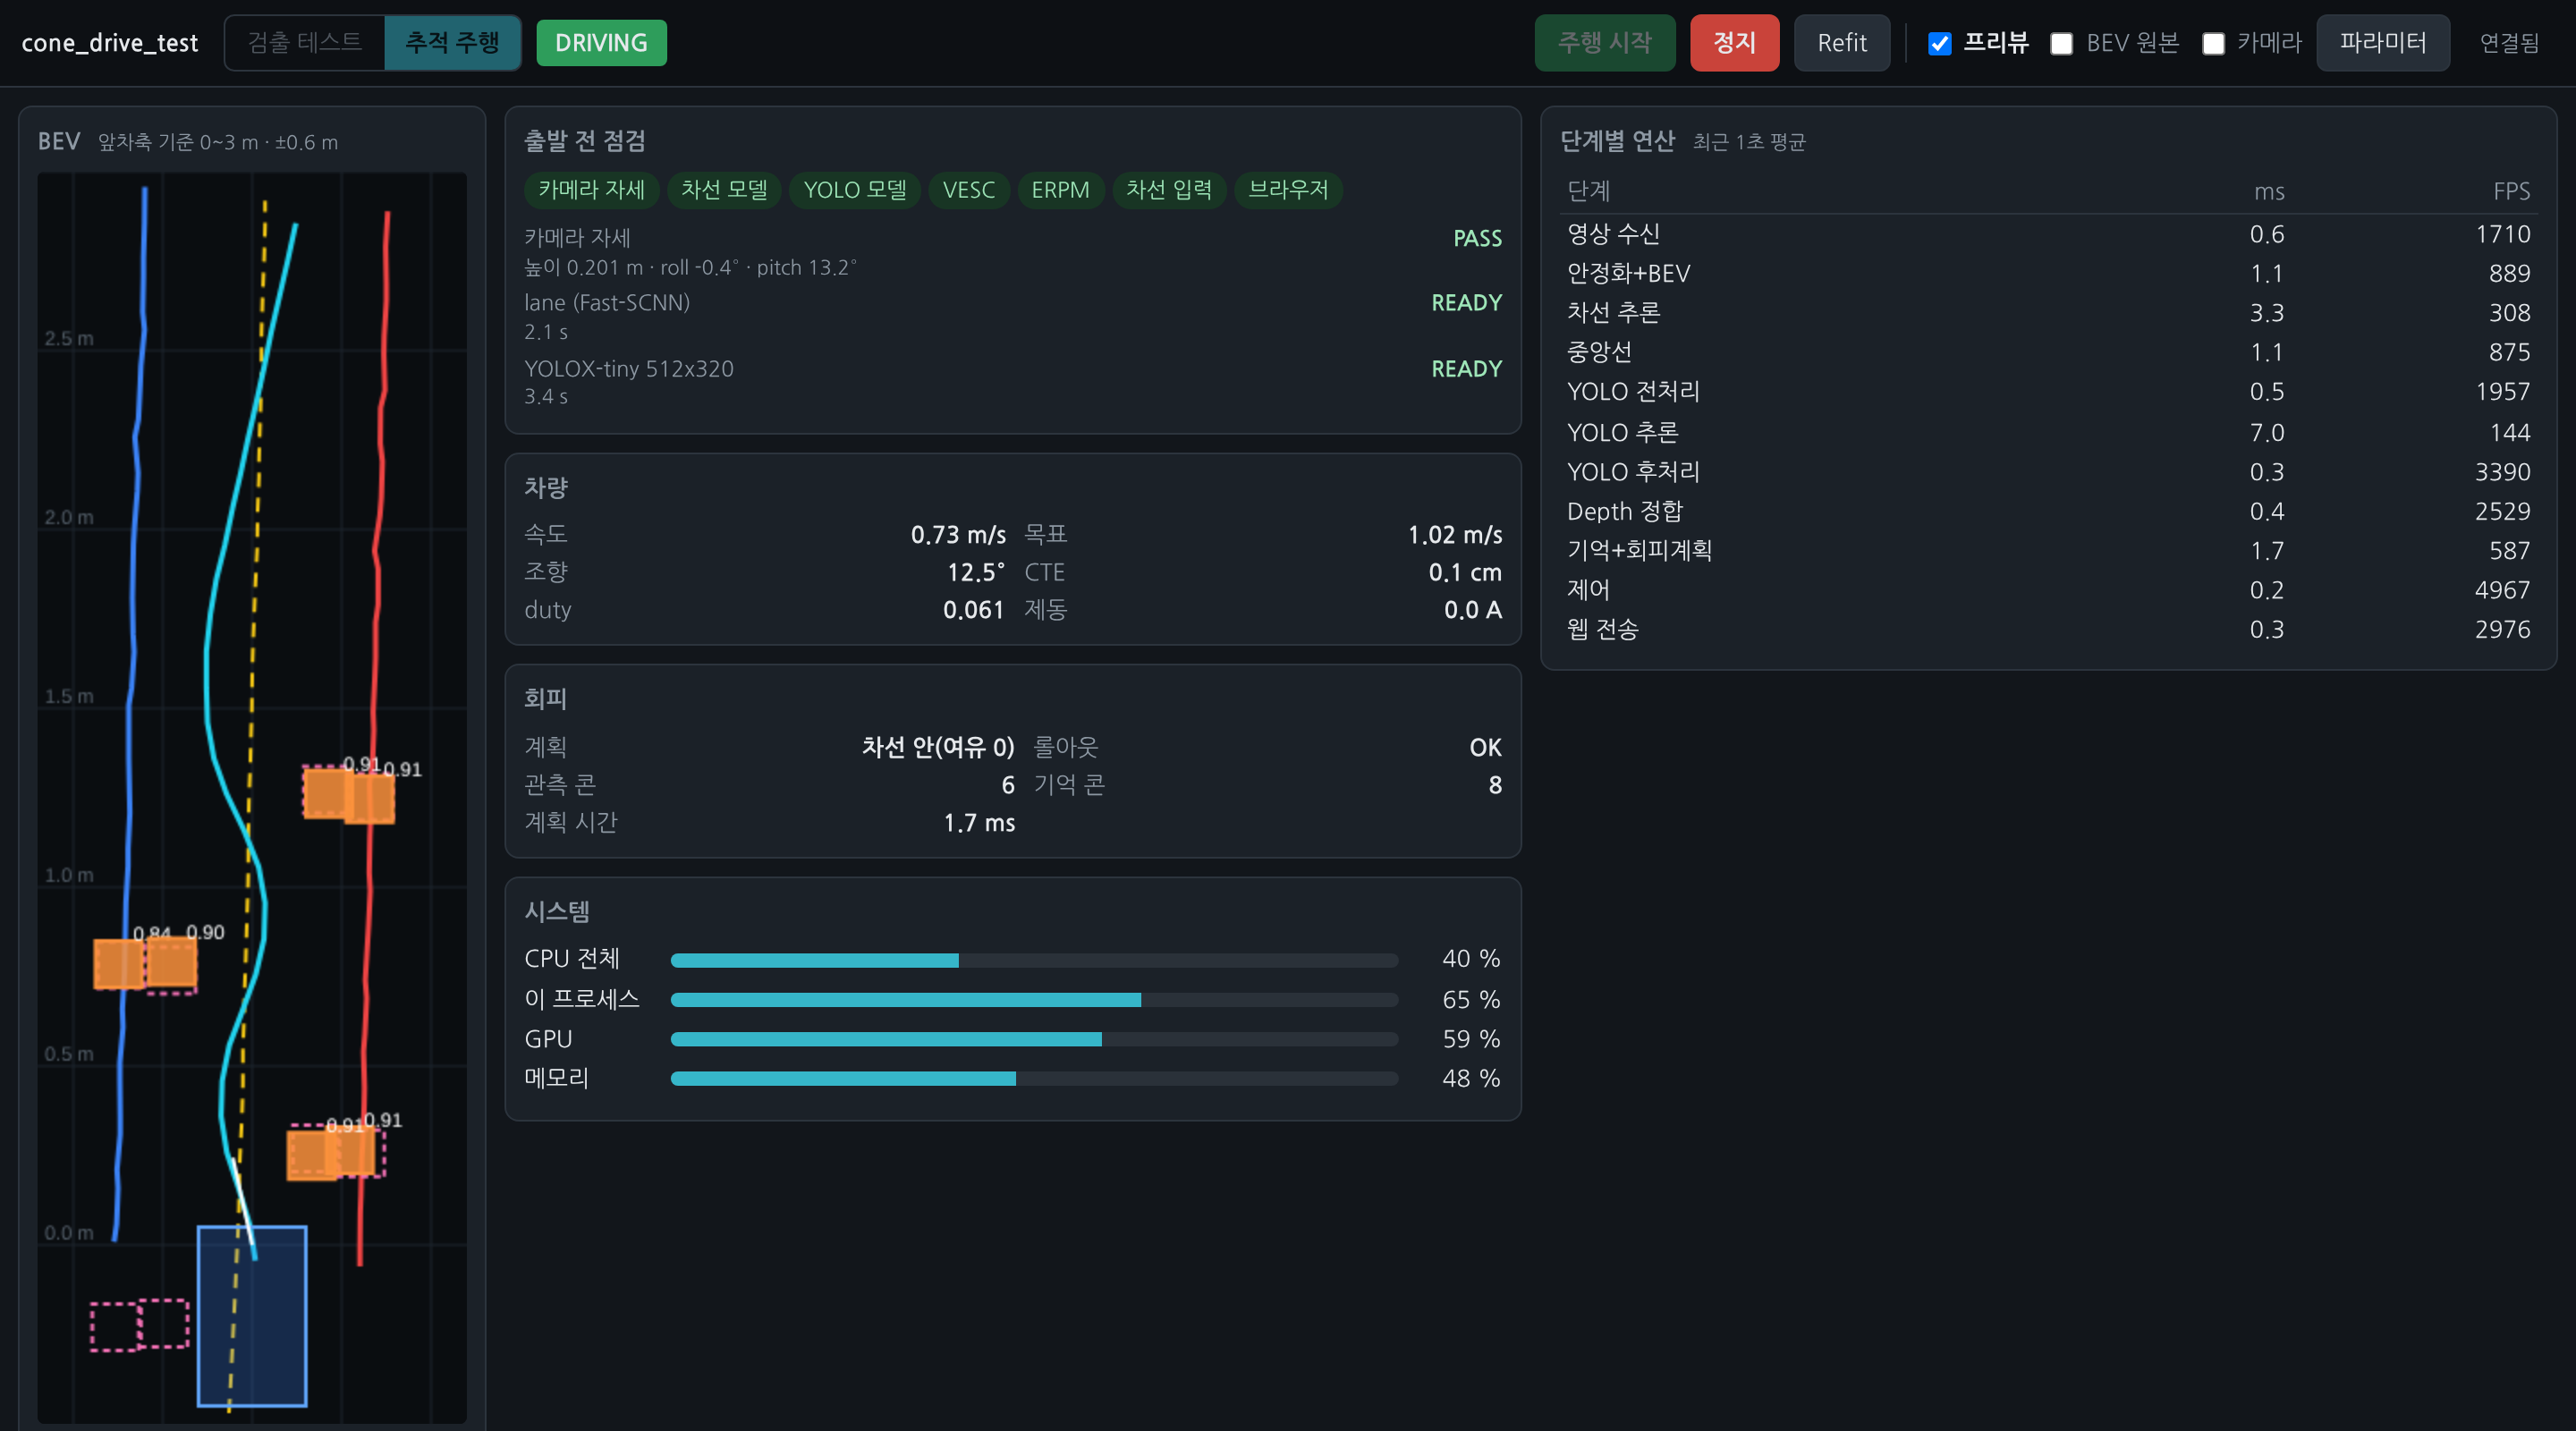 cone_drive_test 검출 테스트 추적 주행 DRIVING 주행 시작 정지 Refit 프리뷰 BEV 원본 카메라 파라미터 연결됨
BEV 앞차축 기준 0~3 m · ±0.6 m
2.5 m
2.0 m
1.5 m
0.91 0.91
1.0 m
0.84 0.90
0.5 m
0.91 0.91
0.0 m
출발 전 점검
카메라 자세 차선 모델 YOLO 모델 VESC ERPM 차선 입력 브라우저
카메라 자세 PASS
높이 0.201 m · roll -0.4° · pitch 13.2°
lane (Fast-SCNN) READY
2.1 s
YOLOX-tiny 512x320 READY
3.4 s
차량
속도 0.73 m/s 목표 1.02 m/s
조향 12.5° CTE 0.1 cm
duty 0.061 제동 0.0 A
회피
계획 차선 안(여유 0) 롤아웃 OK
관측 콘 6 기억 콘 8
계획 시간 1.7 ms
시스템
CPU 전체 40 %
이 프로세스 65 %
GPU 59 %
메모리 48 %
단계별 연산 최근 1초 평균
단계 ms FPS
영상 수신 0.6 1710
안정화+BEV 1.1 889
차선 추론 3.3 308
중앙선 1.1 875
YOLO 전처리 0.5 1957
YOLO 추론 7.0 144
YOLO 후처리 0.3 3390
Depth 정합 0.4 2529
기억+회피계획 1.7 587
제어 0.2 4967
웹 전송 0.3 2976